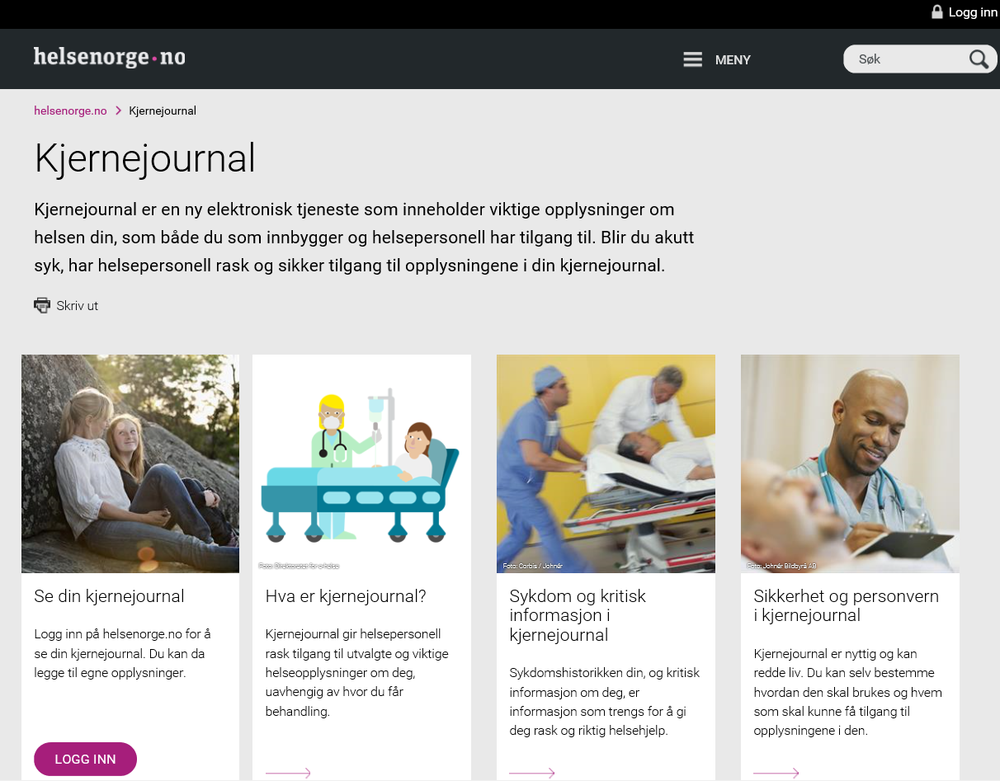 Logg inn
helsenorge.no
MENY
Søk
helsenorge.no > Kjernejournal
Kjernejournal
Kjernejournal er en ny elektronisk tjeneste som inneholder viktige opplysninger om
helsen din, som både du som innbygger og helsepersonell har tilgang til. Blir du akutt
syk, har helsepersonell rask og sikker tilgang til opplysningene i din kjernejournal.
Skriv ut
Se din kjernejournal
Logg inn på helsenorge.no for å
se din kjernejournal. Du kan da
legge til egne opplysninger.
LOGG INN
Foto: Direktoratet for e-helse
Hva er kjernejournal?
Kjernejournal gir helsepersonell
rask tilgang til utvalgte og viktige
helseopplysninger om deg,
uavhengig av hvor du får
behandling.
Foto: Corbis / Johnér
Sykdom og kritisk
informasjon i
kjernejournal
Sykdomshistorikken din, og kritisk
informasjon om deg, er
informasjon som trengs for å gi
deg rask og riktig helsehjelp.
Foto: Johnér Bildbyrå AB
Sikkerhet og personvern
i kjernejournal
Kjernejournal er nyttig og kan
redde liv. Du kan selv bestemme
hvordan den skal brukes og hvem
som skal kunne få tilgang til
opplysningene i den.